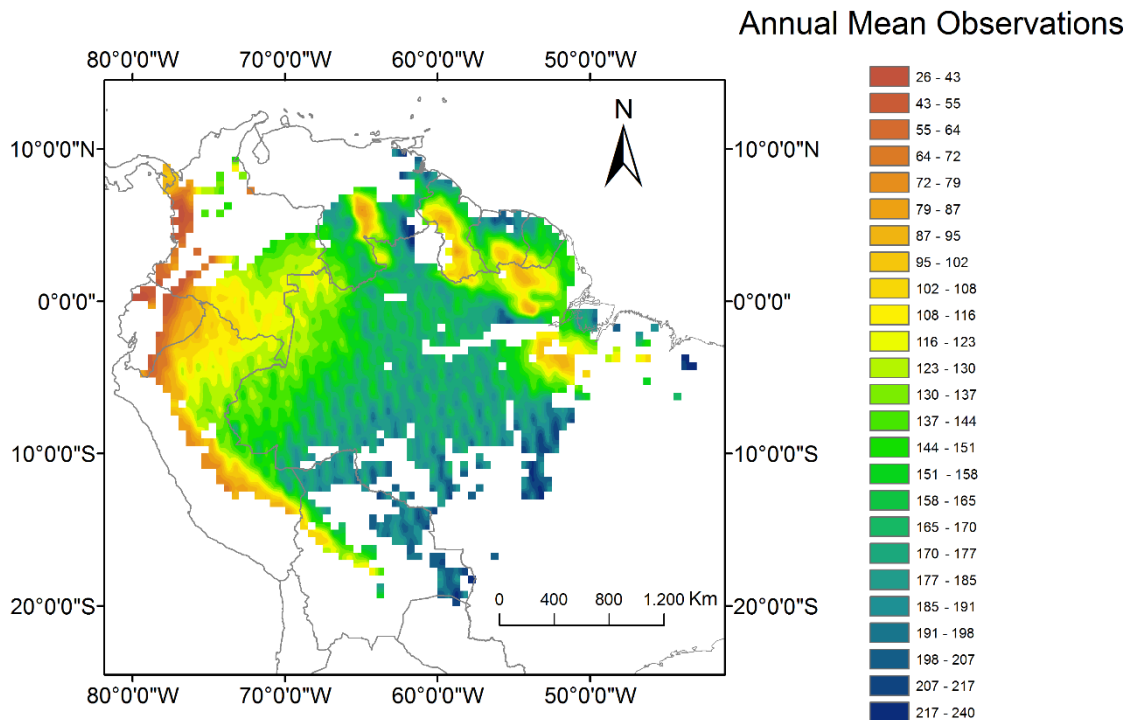 Annual Mean Observations
80°0'0"W 70°0'0"W 60°0'0"W 50°0'0"W
N
10°0'0"N 10°0'0"N
0°0'0" 0°0'0"
10°0'0"S 10°0'0"S
20°0'0"S 20°0'0"S
0 400 800 1.200 Km
80°0'0"W 70°0'0"W 60°0'0"W 50°0'0"W
26 - 43
43 - 55
55 - 64
64 - 72
72 - 79
79 - 87
87 - 95
95 - 102
102 - 108
108 - 116
116 - 123
123 - 130
130 - 137
137 - 144
144 - 151
151 - 158
158 - 165
165 - 170
170 - 177
177 - 185
185 - 191
191 - 198
198 - 207
207 - 217
217 - 240